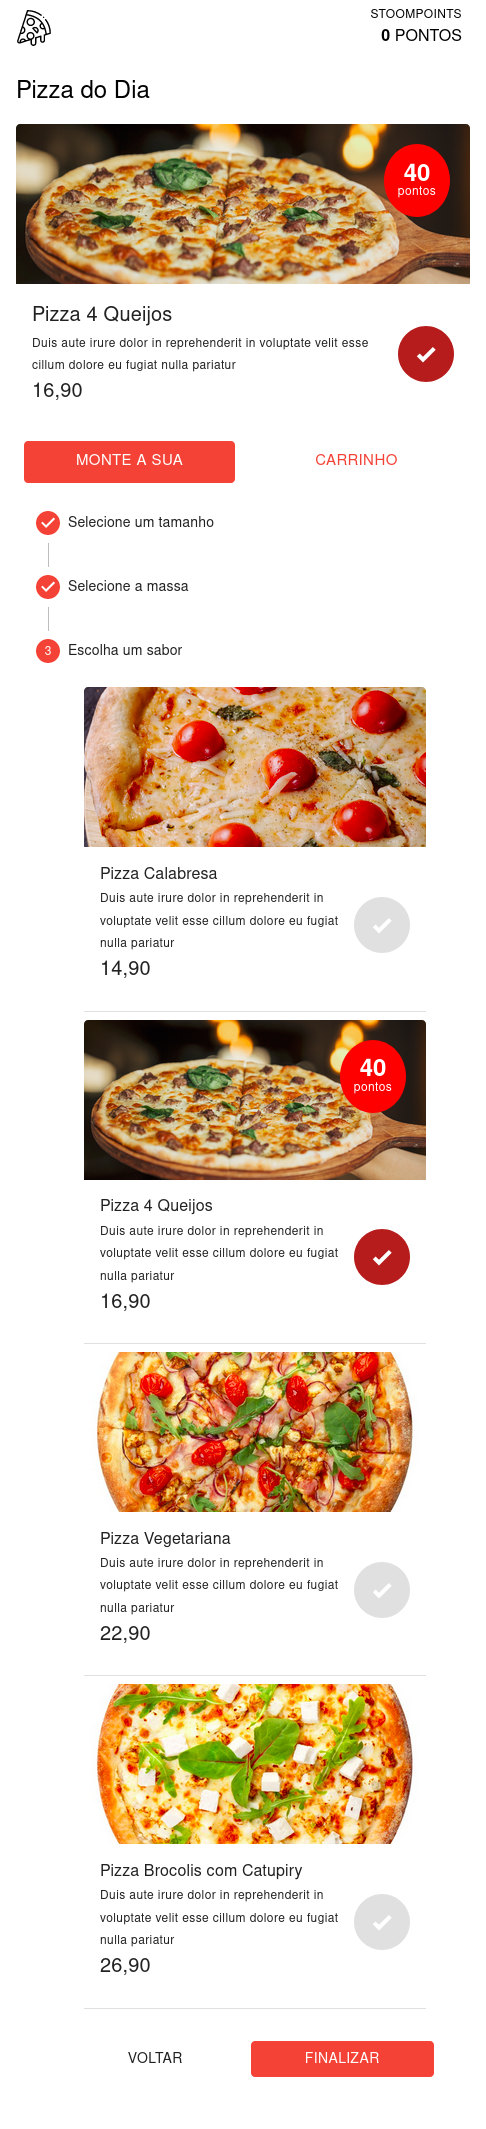 STOOMPOINTS
0 PONTOS
Pizza do Dia
40
pontos
Pizza 4 Queijos
Duis aute irure dolor in reprehenderit in voluptate velit esse
cillum dolore eu fugiat nulla pariatur
16,90
MONTE A SUA
CARRINHO
Selecione um tamanho
Selecione a massa
3
Escolha um sabor
Pizza Calabresa
Duis aute irure dolor in reprehenderit in
voluptate velit esse cillum dolore eu fugiat
nulla pariatur
14,90
40
pontos
Pizza 4 Queijos
Duis aute irure dolor in reprehenderit in
voluptate velit esse cillum dolore eu fugiat
nulla pariatur
16,90
Pizza Vegetariana
Duis aute irure dolor in reprehenderit in
voluptate velit esse cillum dolore eu fugiat
nulla pariatur
22,90
Pizza Brocolis com Catupiry
Duis aute irure dolor in reprehenderit in
voluptate velit esse cillum dolore eu fugiat
nulla pariatur
26,90
VOLTAR
FINALIZAR